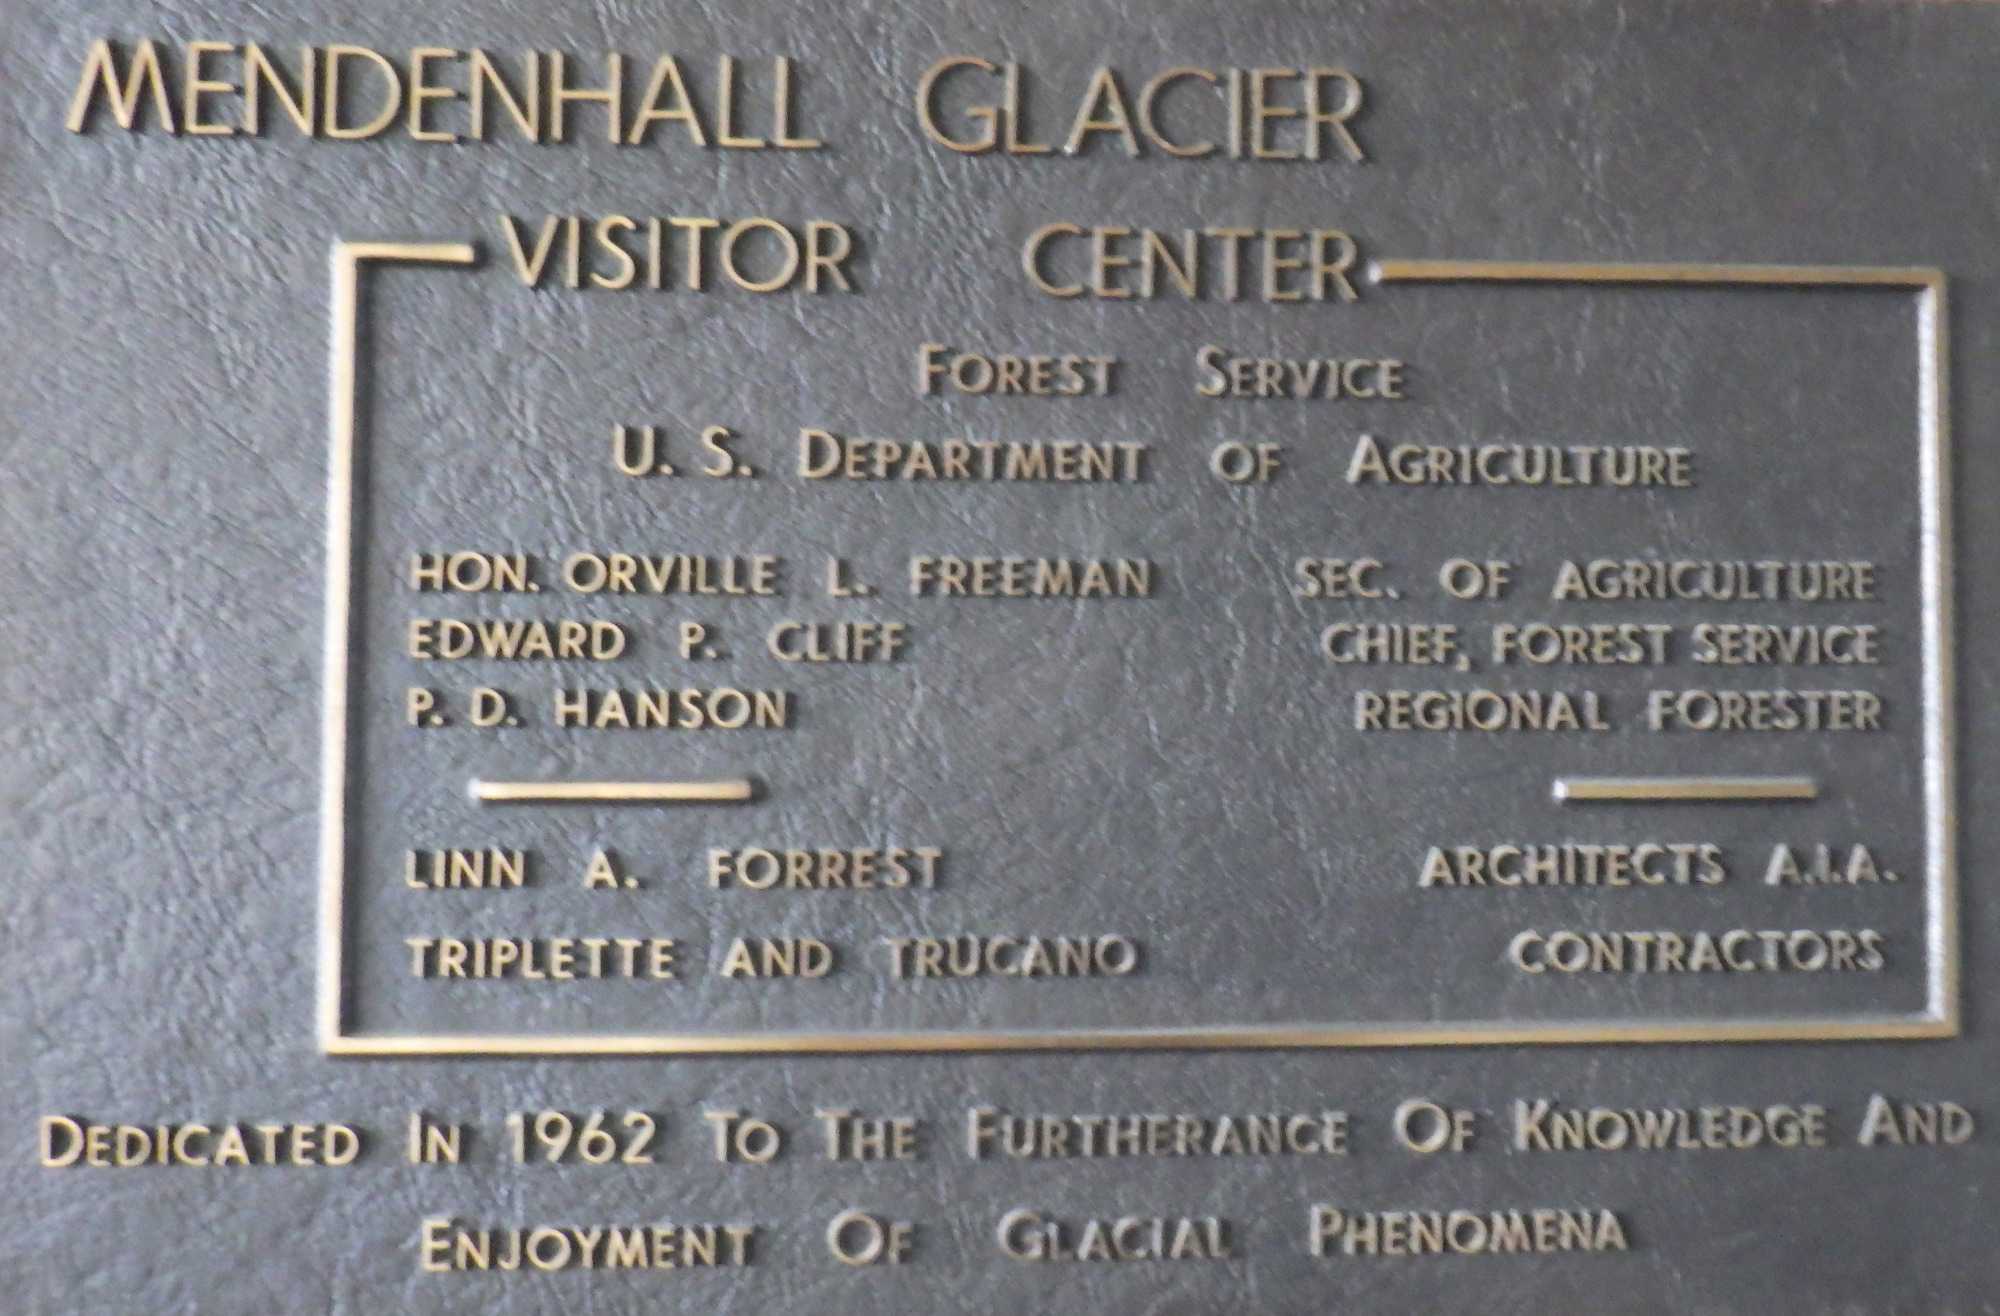 MENDENHALL GLACIER
VISITOR CENTER
FOREST SERVICE
U. S. DEPARTMENT OF AGRICULTURE
HON. ORVILLE L. FREEMAN SEC. OF AGRICULTURE
EDWARD P. CLIFF CHIEF, FOREST SERVICE
P. D. HANSON REGIONAL FORESTER
LINN A. FORREST ARCHITECTS A.I.A.
TRIPLETTE AND TRUCANO CONTRACTORS
DEDICATED IN 1962 TO THE FURTHERANCE OF KNOWLEDGE AND
ENJOYMENT OF GLACIAL PHENOMENA